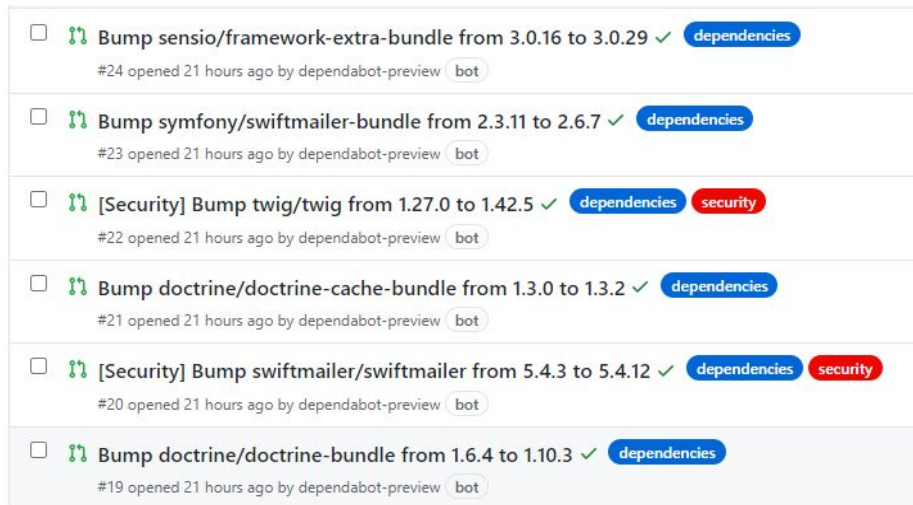 Bump sensio/framework-extra-bundle from 3.0.16 to 3.0.29 ✓ dependencies
#24 opened 21 hours ago by dependabot-preview bot
Bump symfony/swiftmailer-bundle from 2.3.11 to 2.6.7 ✓ dependencies
#23 opened 21 hours ago by dependabot-preview bot
[Security] Bump twig/twig from 1.27.0 to 1.42.5 ✓ dependencies security
#22 opened 21 hours ago by dependabot-preview bot
Bump doctrine/doctrine-cache-bundle from 1.3.0 to 1.3.2 ✓ dependencies
#21 opened 21 hours ago by dependabot-preview bot
[Security] Bump swiftmailer/swiftmailer from 5.4.3 to 5.4.12 ✓ dependencies security
#20 opened 21 hours ago by dependabot-preview bot
Bump doctrine/doctrine-bundle from 1.6.4 to 1.10.3 ✓ dependencies
#19 opened 21 hours ago by dependabot-preview bot